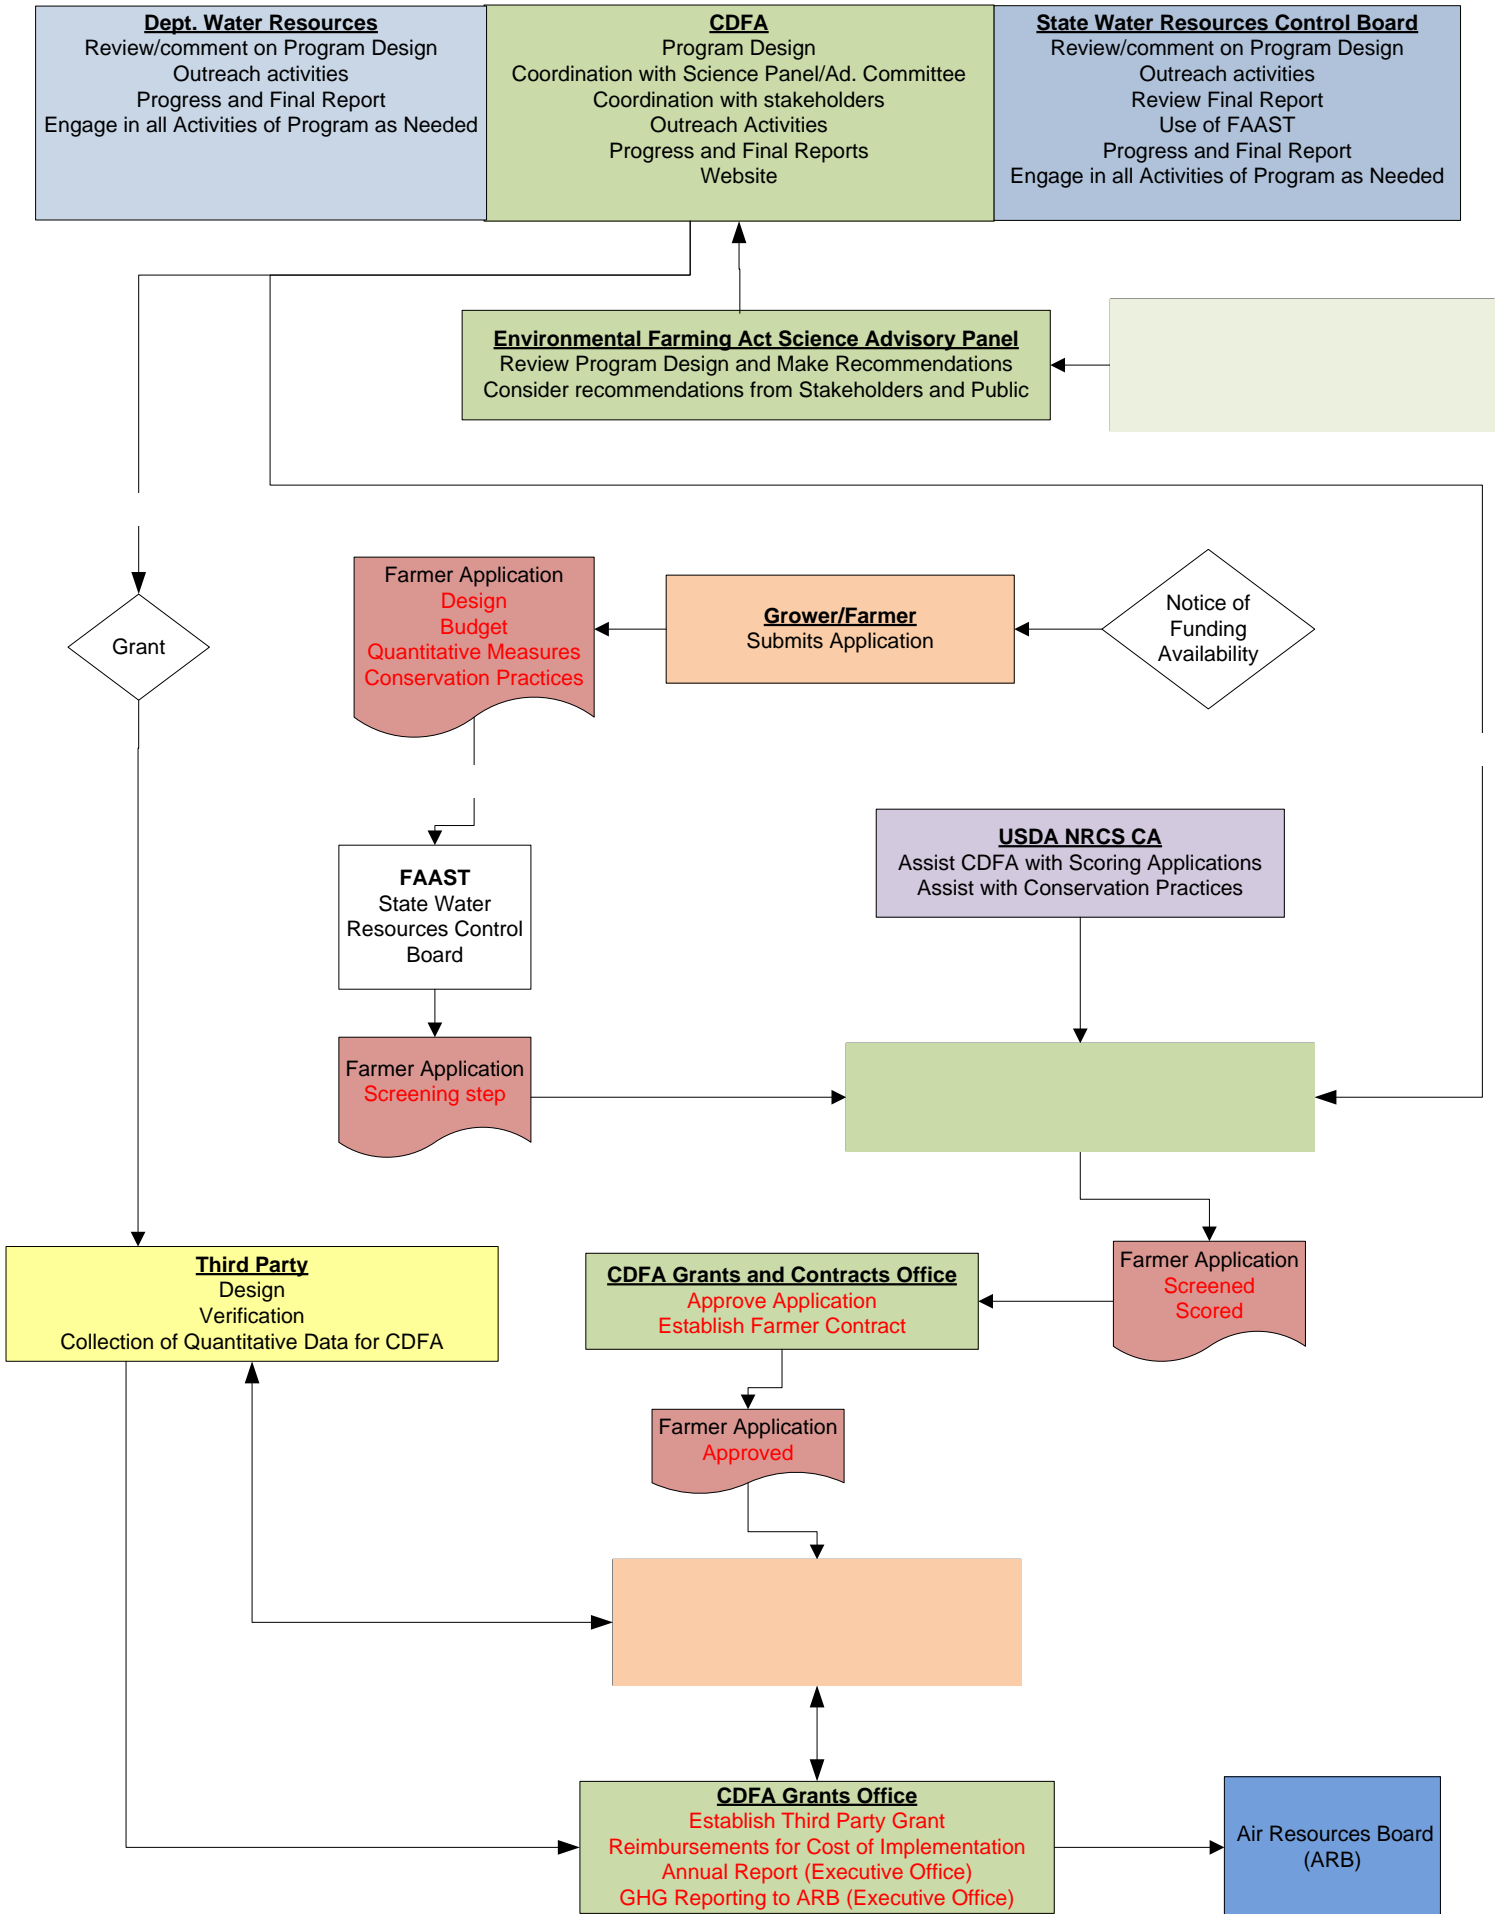 Dept. Water Resources
Review/comment on Program Design
Outreach activities
Progress and Final Report
Engage in all Activities of Program as Needed
CDFA
Program Design
Coordination with Science Panel/Ad. Committee
Coordination with stakeholders
Outreach Activities
Progress and Final Reports
Website
State Water Resources Control Board
Review/comment on Program Design
Outreach activities
Review Final Report
Use of FAAST
Progress and Final Report
Engage in all Activities of Program as Needed
Environmental Farming Act Science Advisory Panel
Review Program Design and Make Recommendations
Consider recommendations from Stakeholders and Public
Grant
Farmer Application
Design
Budget
Quantitative Measures
Conservation Practices
Grower/Farmer
Submits Application
Notice of
Funding
Availability
FAAST
State Water
Resources Control
Board
USDA NRCS CA
Assist CDFA with Scoring Applications
Assist with Conservation Practices
Farmer Application
Screening step
Third Party
Design
Verification
Collection of Quantitative Data for CDFA
CDFA Grants and Contracts Office
Approve Application
Establish Farmer Contract
Farmer Application
Screened
Scored
Farmer Application
Approved
CDFA Grants Office
Establish Third Party Grant
Reimbursements for Cost of Implementation
Annual Report (Executive Office)
GHG Reporting to ARB (Executive Office)
Air Resources Board
(ARB)